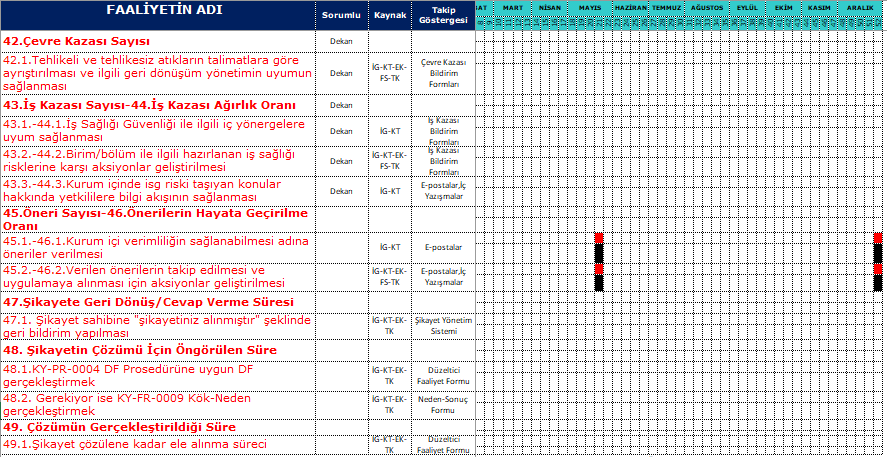 FAALİYETİN ADI
Sorumlu
Kaynak
Takip
Göstergesi
BAT MART NİSAN MAYIS HAZİRAN TEMMUZ AĞUSTOS EYLÜL EKİM KASIM ARALIK
42.Çevre Kazası Sayısı
Dekan
42.1.Tehlikeli ve tehlikesiz atıkların talimatlara göre
ayrıştırılması ve ilgili geri dönüşüm yönetimin uyumun
sağlanması
Dekan
İG-KT-EK-
FS-TK
Çevre Kazası
Bildirim
Formları
43.İş Kazası Sayısı-44.İş Kazası Ağırlık Oranı
Dekan
43.1.-44.1.İş Sağlığı Güvenliği ile ilgili iç yönergelere
uyum sağlanması
Dekan
İG-KT
İş Kazası
Bildirim
Formları
43.2.-44.2.Birim/bölüm ile ilgili hazırlanan iş sağlığı
risklerine karşı aksiyonlar geliştirilmesi
Dekan
İG-KT-EK-
FS-TK
İş Kazası
Bildirim
Formları
43.3.-44.3.Kurum içinde isg riski taşıyan konular
hakkında yetkililere bilgi akışının sağlanması
Dekan
İG-KT
E-postalar,İç
Yazışmalar
45.Öneri Sayısı-46.Önerilerin Hayata Geçirilme
Oranı
45.1.-46.1.Kurum içi verimliliğin sağlanabilmesi adına
öneriler verilmesi
İG-KT
E-postalar
45.2.-46.2.Verilen önerilerin takip edilmesi ve
uygulamaya alınması için aksiyonlar geliştirilmesi
İG-KT-EK-
FS-TK
E-postalar,İç
Yazışmalar
47.Şikayete Geri Dönüş/Cevap Verme Süresi
47.1. Şikayet sahibine "şikayetiniz alınmıştır" şeklinde
geri bildirim yapılması
İG-KT-EK-
TK
Şikayet Yönetim
Sistemi
48. Şikayetin Çözümü İçin Öngörülen Süre
48.1.KY-PR-0004 DF Prosedürüne uygun DF
gerçekleştirmek
İG-KT-EK-
TK
Düzeltici
Faaliyet Formu
48.2. Gerekiyor ise KY-FR-0009 Kök-Neden
gerçekleştirmek
İG-KT-EK-
TK
Neden-Sonuç
Formu
49. Çözümün Gerçekleştirildiği Süre
49.1.Şikayet çözülene kadar ele alınma süreci
İG-KT-EK-
TK
Düzeltici
Faaliyet Formu